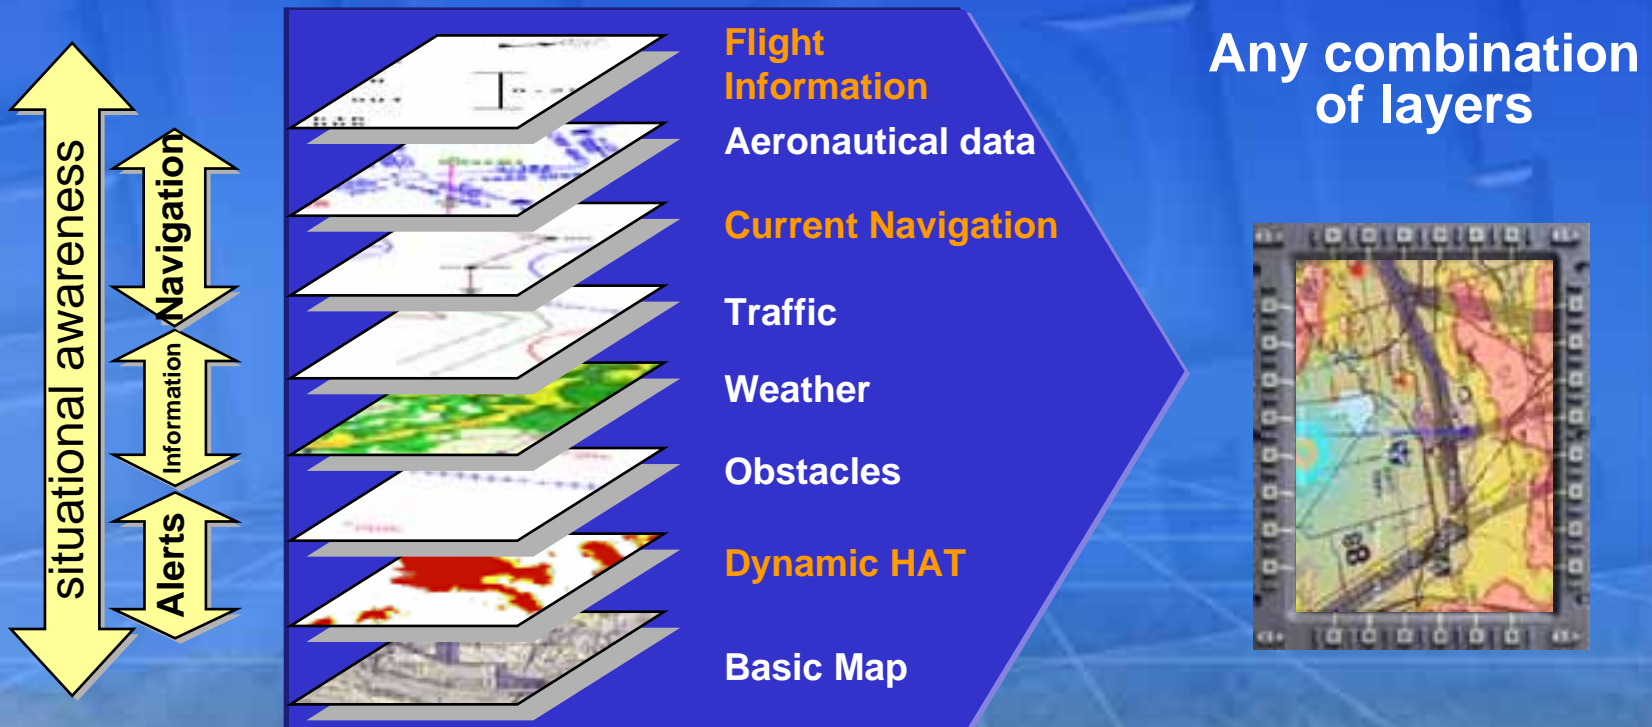 situational awareness
Navigation
Information
Alerts
Flight
Information
Aeronautical data
Current Navigation
Traffic
Weather
Obstacles
Dynamic HAT
Basic Map
Any combination
of layers